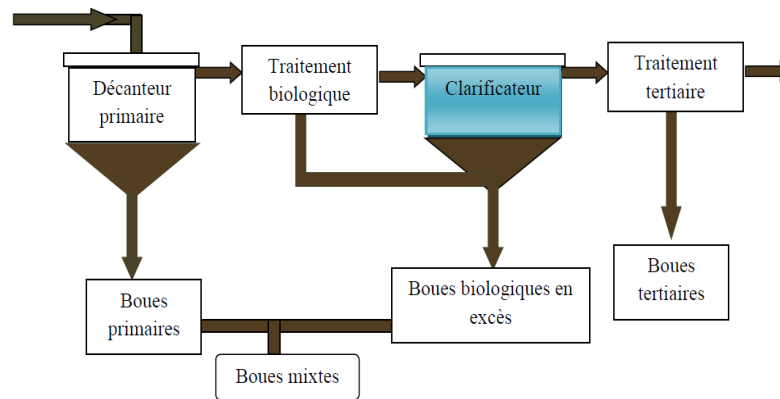 Décanteur
primaire
Traitement
biologique
Clarificateur
Traitement
tertiaire
Boues
primaires
Boues biologiques en
excès
Boues
tertiaires
Boues mixtes